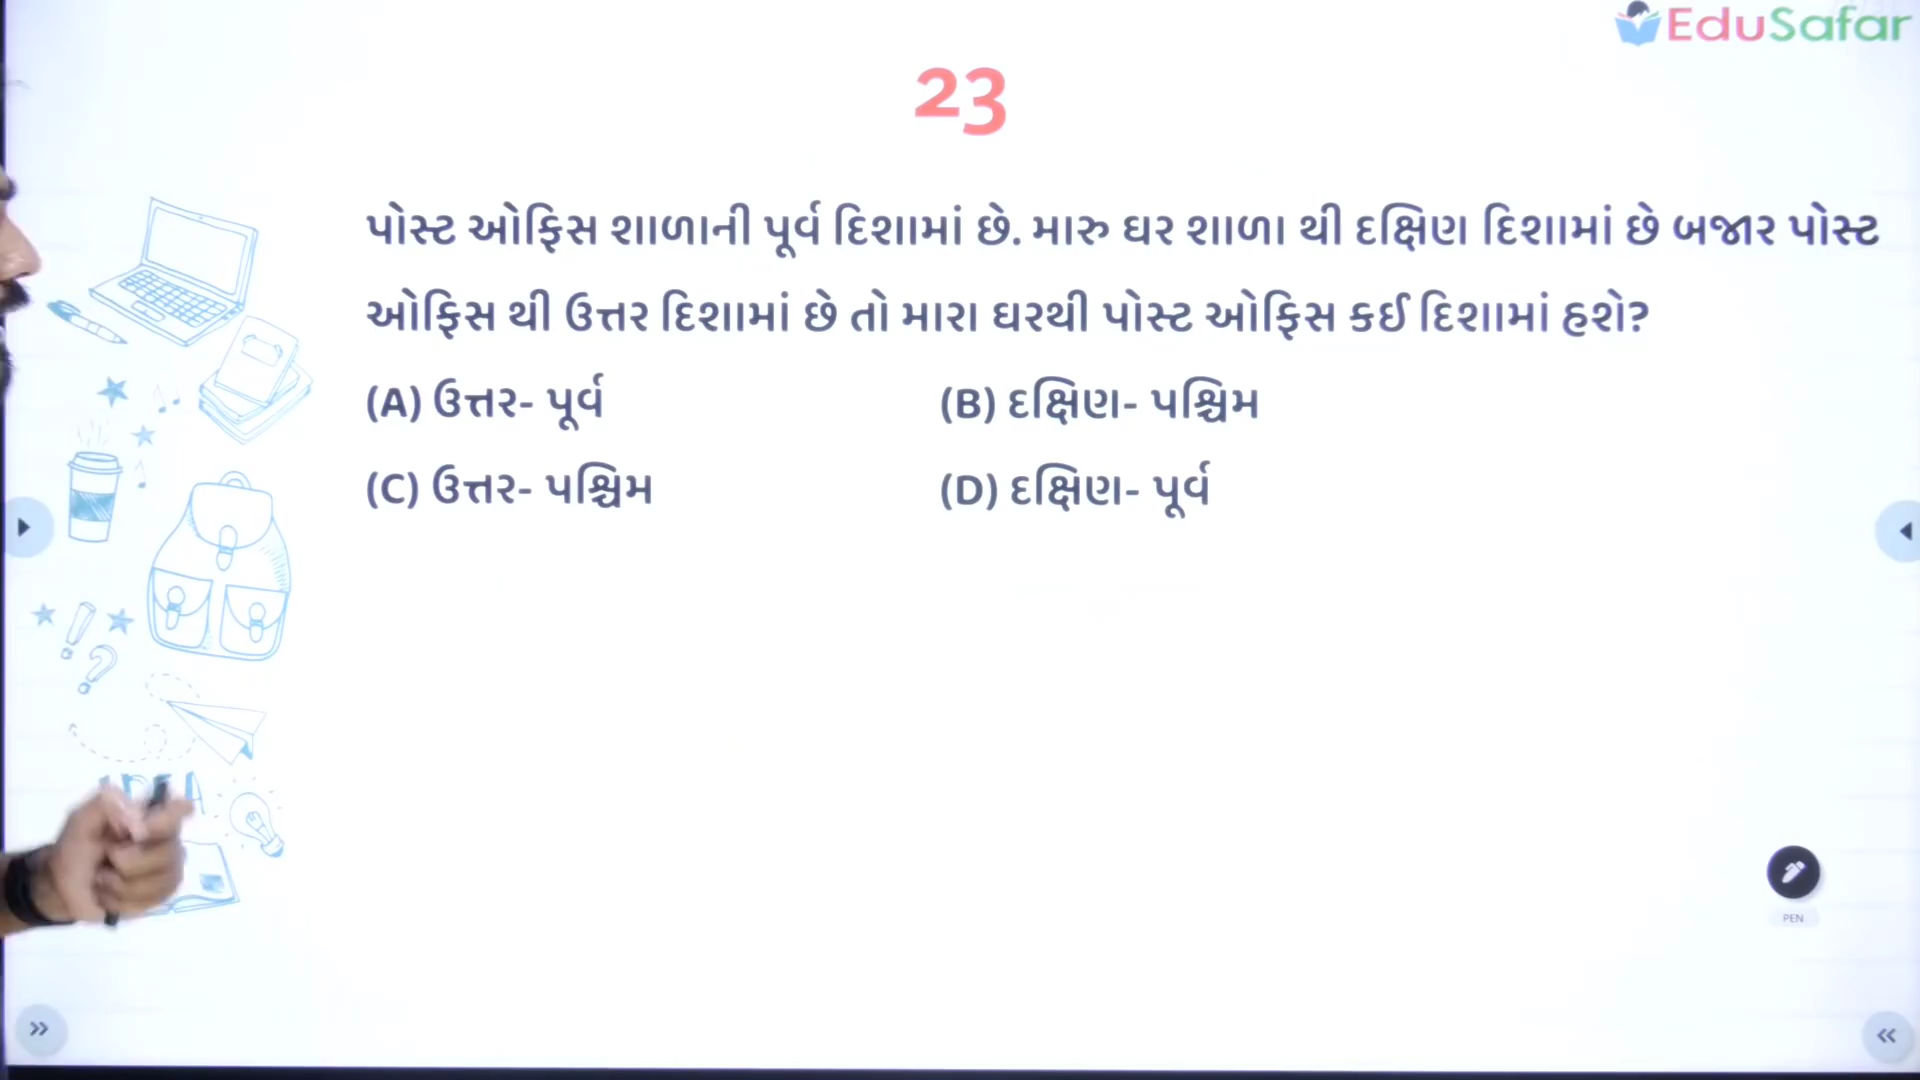 EduSafar
23
પોસ્ટ ઓફિસ શાળાની પૂર્વ દિશામાં છે. મારુ ઘર શાળા થી દક્ષિણ દિશામાં છે બજાર પોસ્ટ
ઓફિસ થી ઉત્તર દિશામાં છે તો મારા ઘરથી પોસ્ટ ઓફિસ કઈ દિશામાં હશે?
(A) ઉત્તર- પૂર્વ (B) દક્ષિણ- પશ્ચિમ
(C) ઉત્તર- પશ્ચિમ (D) દક્ષિણ- પૂર્વ
PEN